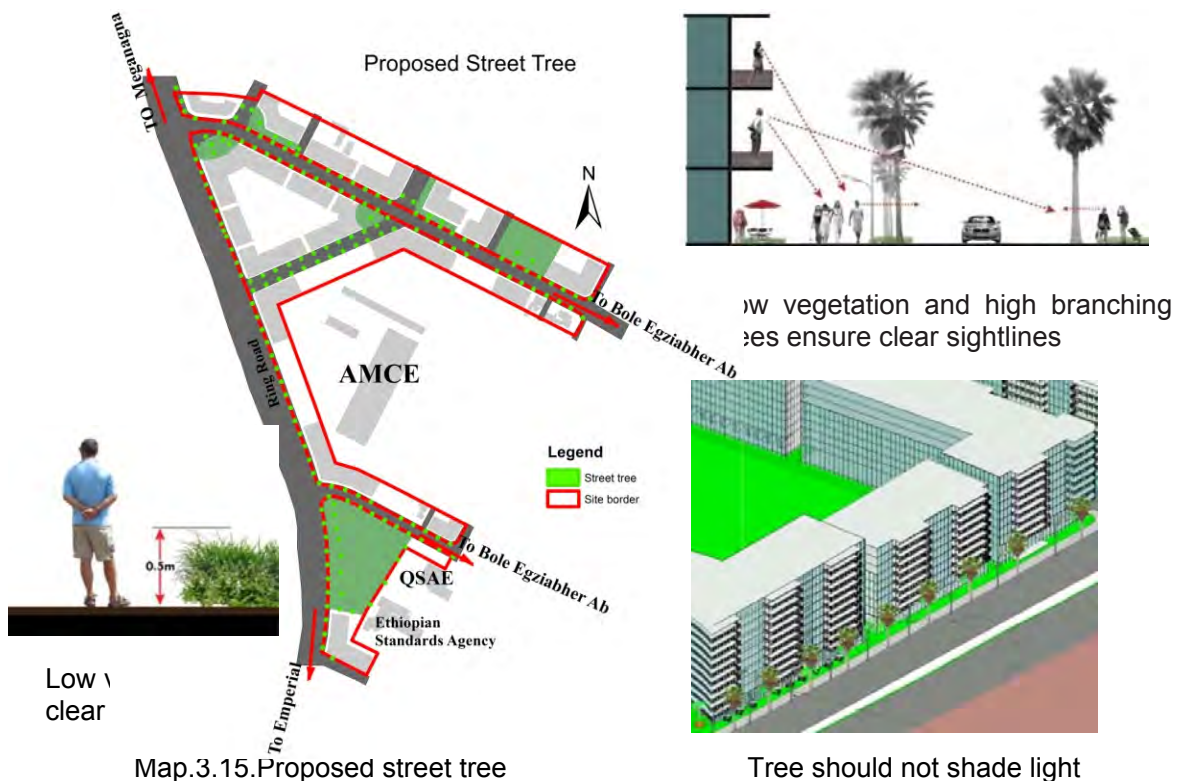 Proposed Street Tree
TO Meganagna
N
To Bole Egziabher Ab
Ring Road
AMCE
Legend
Street tree
Site border
To Bole Egziabher Ab
QSAE
Ethiopian
Standards Agency
To Emperial
0.5m
Low
clear
Map.3.15.Proposed street tree
vegetation and high branching
ensure clear sightlines
Tree should not shade light